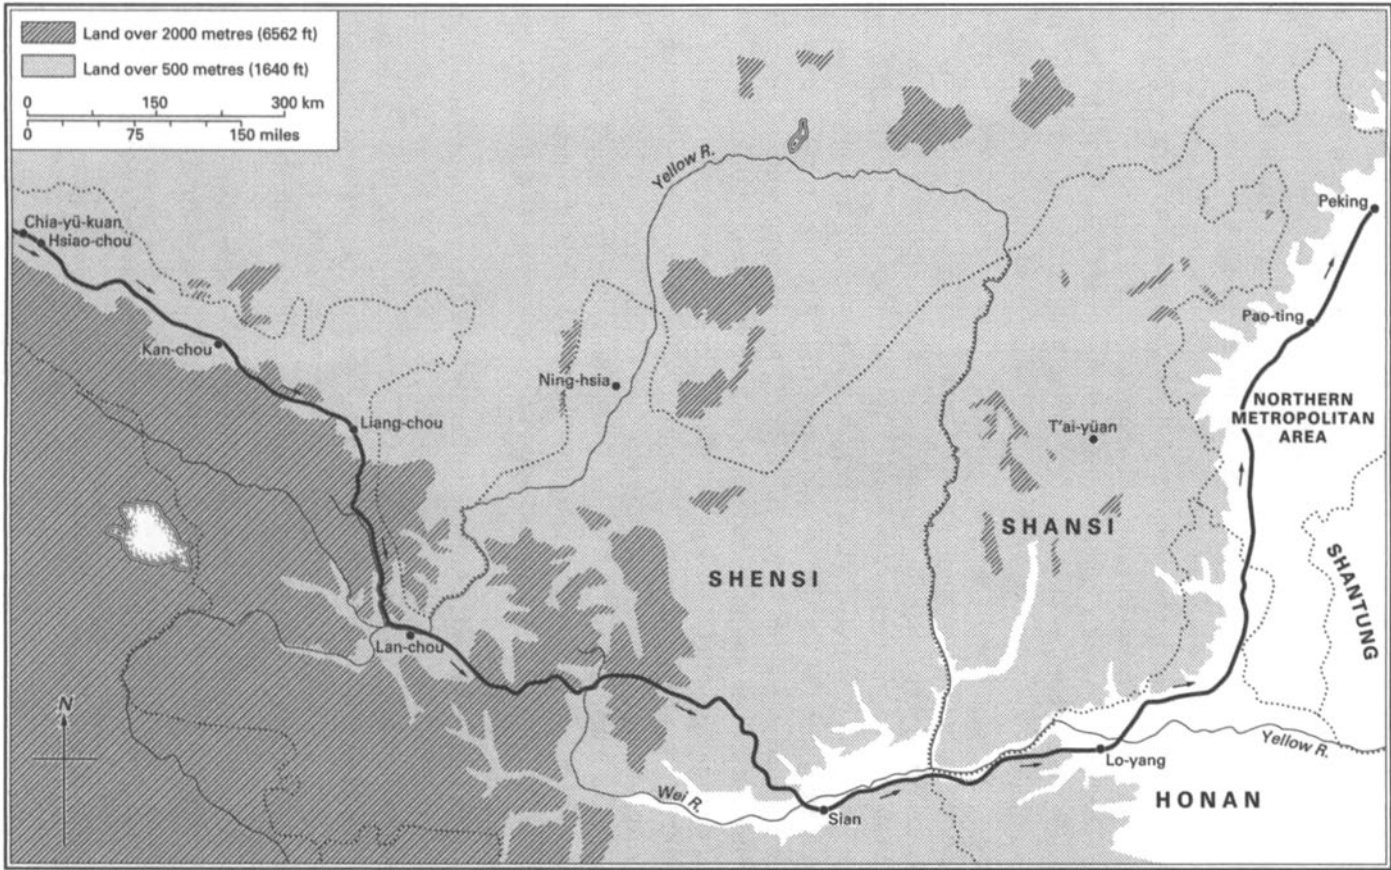 Land over 2000 metres (6562 ft)
Land over 500 metres (1640 ft)
0 150 300 km
0 75 150 miles
Yellow R.
Peking
Chia-yü-kuan
Hsiao-chou
Pao-ting
Kan-chou
Ning-hsia
NORTHERN
METROPOLITAN
AREA
Liang-chou
T'ai-yüan
SHANSI
SHENSI
SHANTUNG
Lan-chou
N
Yellow R.
Lo-yang
Wei R.
HONAN
Sian